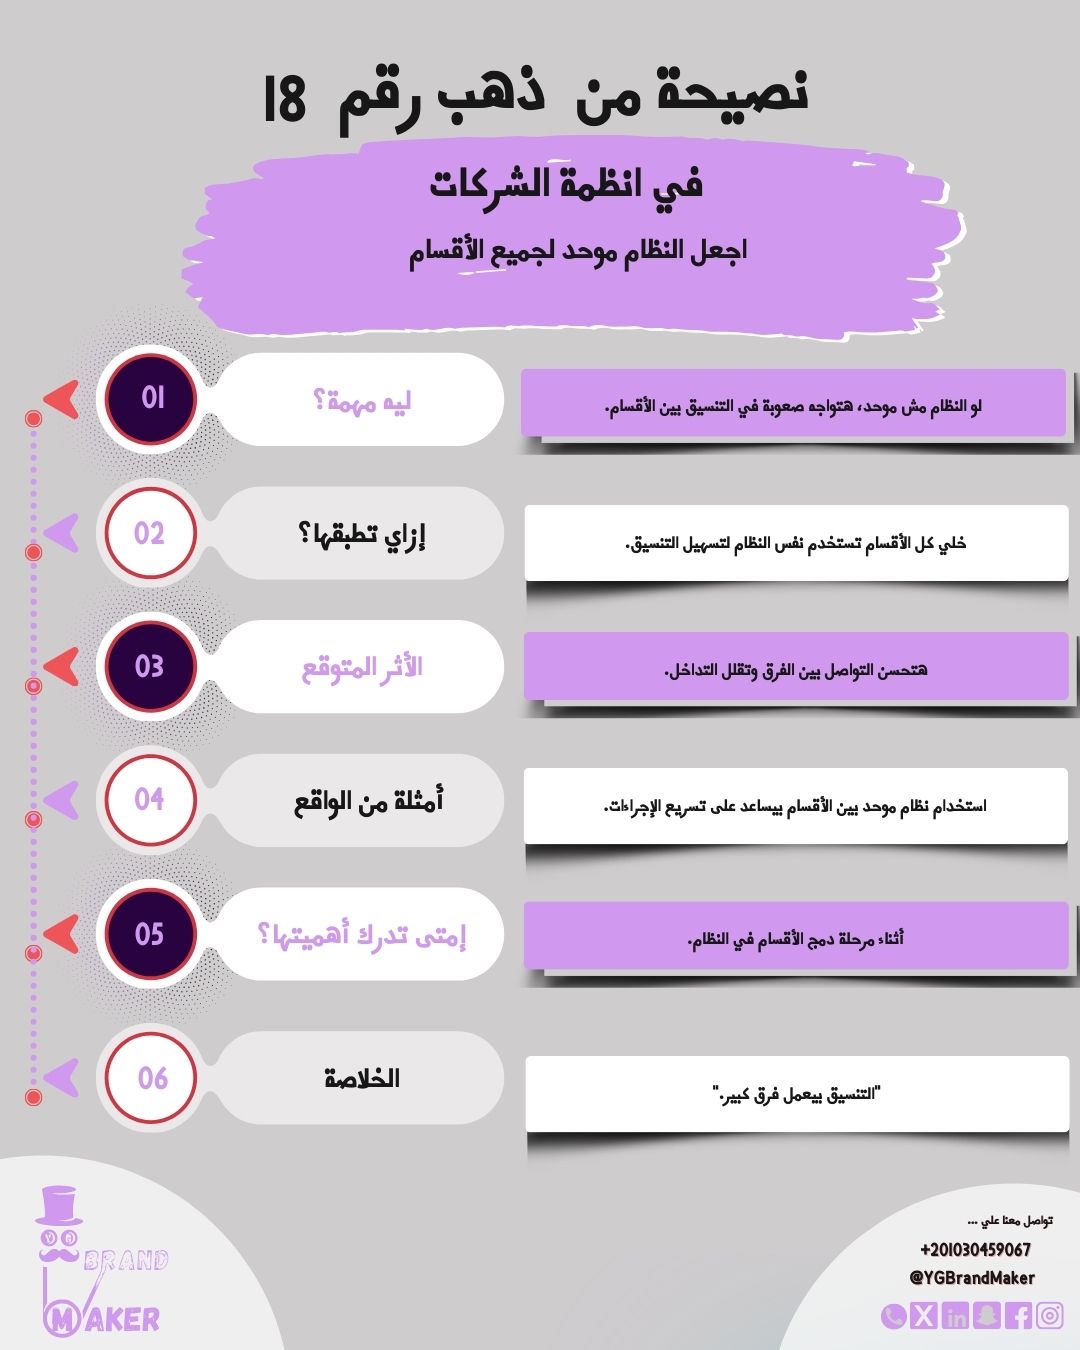 نصيحة من ذهب رقم 18
في انظمة الشركات
اجعل النظام موحد لجميع الأقسام
01
ليه مهمة؟
لو النظام مش موحد، هتواجه صعوبة في التنسيق بين الأقسام.
02
إزاي تطبقها؟
خلي كل الأقسام تستخدم نفس النظام لتسهيل التنسيق.
03
الأثر المتوقع
هتحسن التواصل بين الفرق وتقلل التداخل.
04
أمثلة من الواقع
استخدام نظام موحد بين الأقسام بيساعد على تسريع الإجراءات.
05
إمتى تدرك أهميتها؟
أثناء مرحلة دمج الأقسام في النظام.
06
الخلاصة
"التنسيق بيعمل فرق كبير."
تواصل معنا علي ...
+201030459067
@YGBrandMaker
BRAND
MAKER